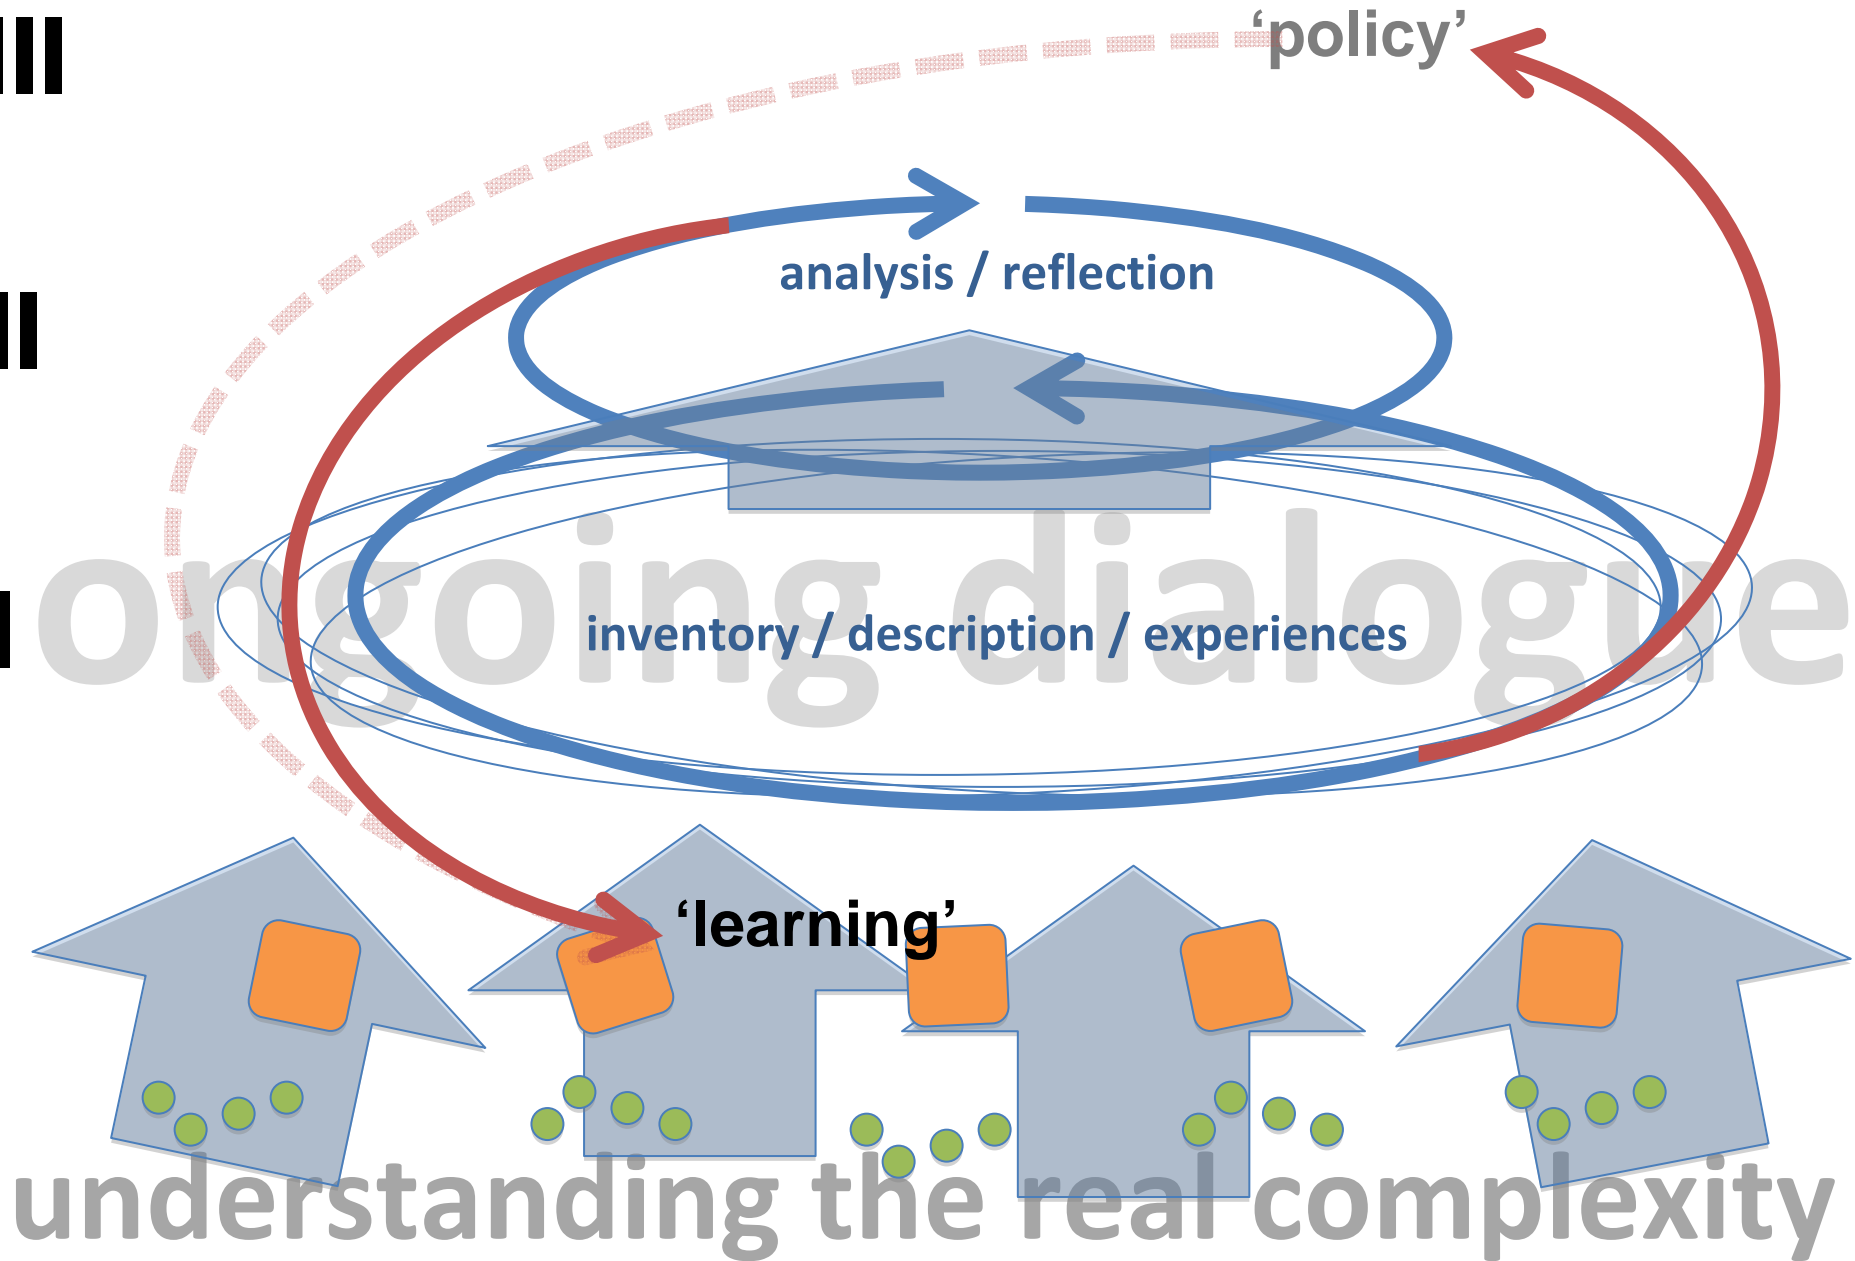 III
‘policy’
analysis / reflection
II
ongoing dialogue
I
inventory / description / experiences
‘learning’
understanding the real complexity